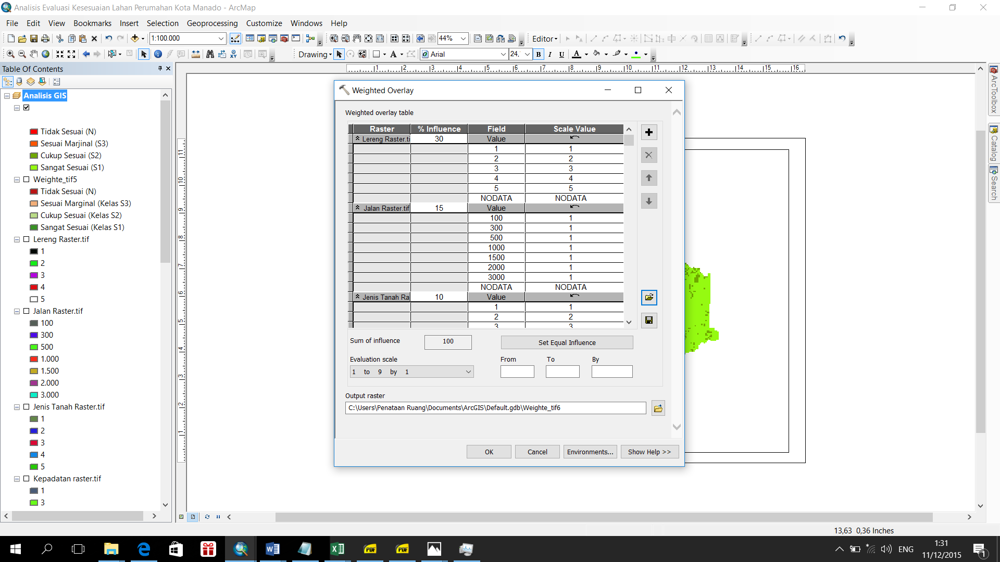 Analisis Evaluasi Kesesuaian Lahan Perumahan Kota Manado - ArcMap
File Edit View Bookmarks Insert Selection Geoprocessing Customize Windows Help
1:100.000
44%
Editor
Drawing
A
Arial
24.
B I U A
Table Of Contents
Analisis GIS
Tidak Sesuai (N)
Sesuai Marjinal (S3)
Cukup Sesuai (S2)
Sangat Sesuai (S1)
Weighte_tif5
Tidak Sesuai (N)
Sesuai Marginal (Kelas S3)
Cukup Sesuai (Kelas S2)
Sangat Sesuai (Kelas S1)
Lereng Raster.tif
1
2
3
4
5
Jalan Raster.tif
100
300
500
1.000
1.500
2.000
3.000
Jenis Tanah Raster.tif
1
2
3
4
5
Kepadatan raster.tif
1
3
1 2 3 4 5 6 7 8 9 10 11 12 13 14 15 16
11
10
9
8
7
6
5
4
3
2
1
Weighted Overlay
Weighted overlay table
Raster % Influence Field Scale Value
Lereng Raster.ti 30 Value
1 1
2 2
3 3
4 4
5 5
NODATA NODATA
Jalan Raster.tif 15 Value
100 1
300 1
500 1
1000 1
1500 1
2000 1
3000 1
NODATA NODATA
Jenis Tanah Ra 10 Value
1 1
2 2
3 3
Sum of influence 100 Set Equal Influence
Evaluation scale From To By
1 to 9 by 1
Output raster
C:\Users\Penataan Ruang\Documents\ArcGIS\Default.gdb\Weighte_tif6
OK Cancel Environments... Show Help >>
ArcToolbox
Catalog
Search
13,63 0,36 Inches
PDF PDF
ENG
1:31
11/12/2015
1